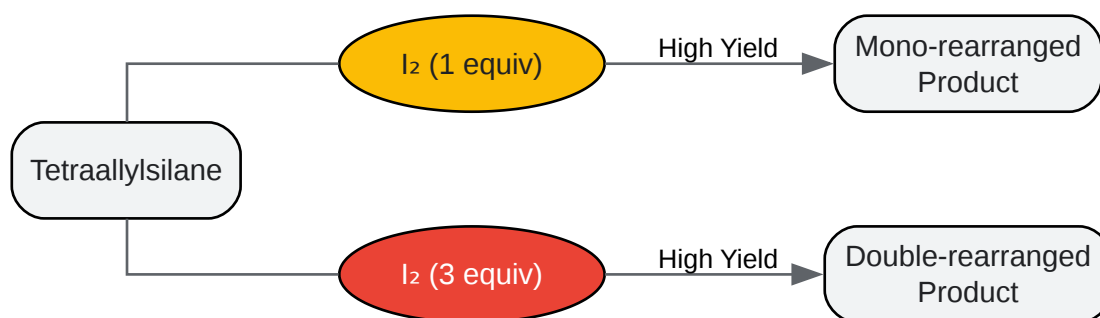 I₂ (1 equiv)
High Yield
Mono-rearranged
Product
Tetraallylsilane
I₂ (3 equiv)
High Yield
Double-rearranged
Product